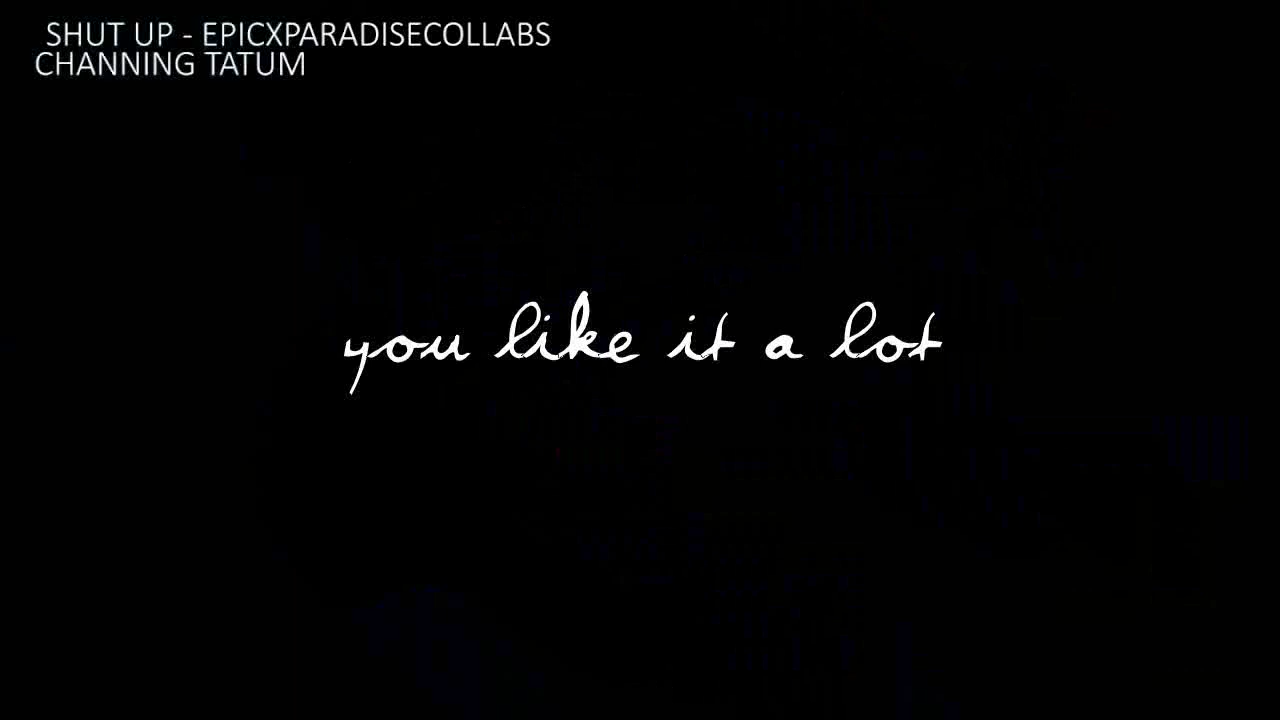 SHUT UP - EPICXPARADISECOLLABS
CHANNING TATUM
you like it a lot